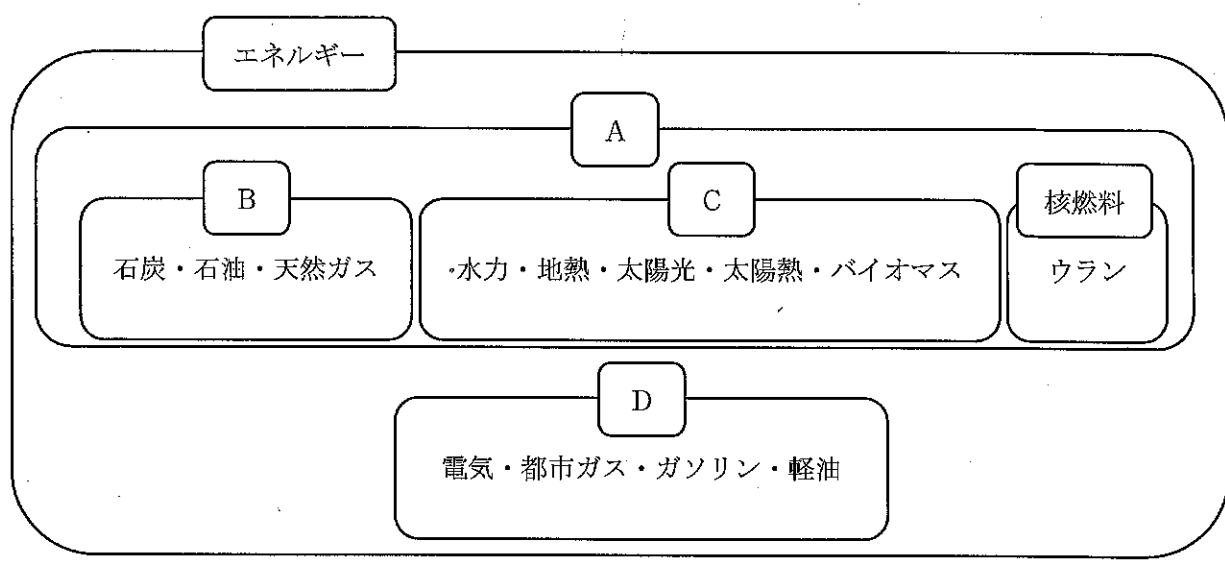 エネルギー
A
B
C
核燃料
石炭・石油・天然ガス
水力・地熱・太陽光・太陽熱・バイオマス
ウラン
D
電気・都市ガス・ガソリン・軽油